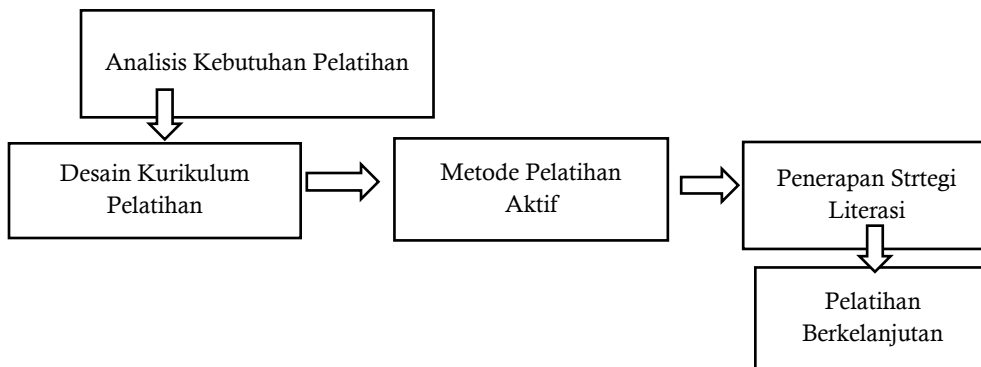 Analisis Kebutuhan Pelatihan
Desain Kurikulum
Pelatihan
Metode Pelatihan
Aktif
Penerapan Strtegi
Literasi
Pelatihan
Berkelanjutan